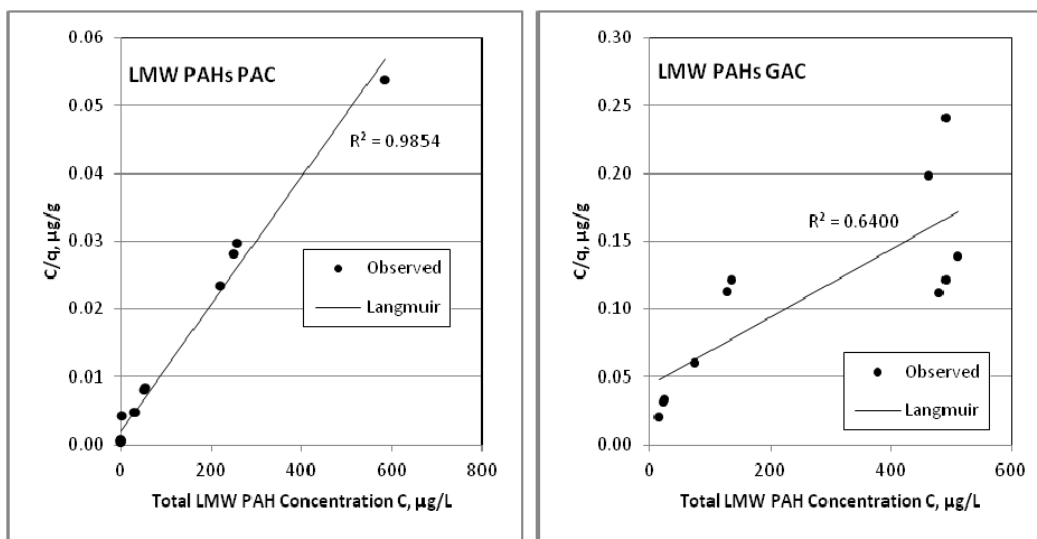 LMW PAHs PAC
0.06
0.05
0.04
0.03
0.02
0.01
0.00
C/q, µg/g
R² = 0.9854
Observed
Langmuir
0
200
400
600
800
Total LMW PAH Concentration C, µg/L
LMW PAHs GAC
0.30
0.25
0.20
0.15
0.10
0.05
0.00
C/q, µg/g
R² = 0.6400
Observed
Langmuir
0
200
400
600
Total LMW PAH Concentration C, µg/L